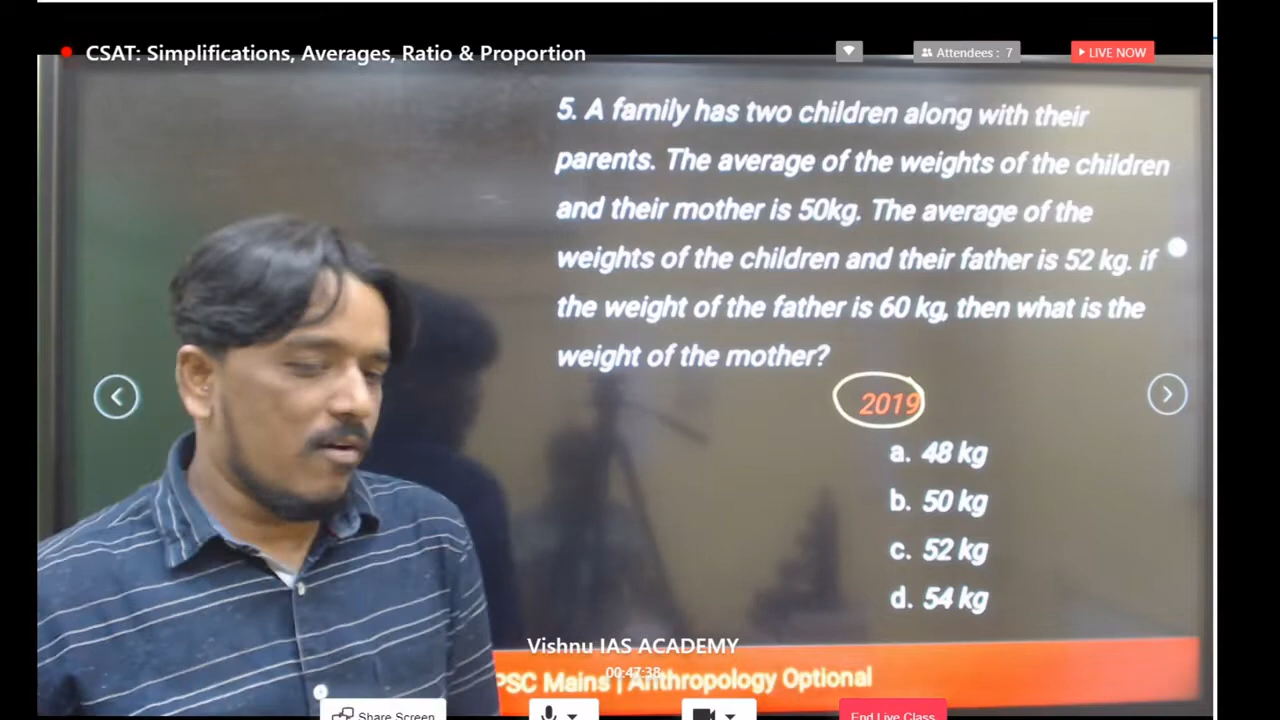 CSAT: Simplifications, Averages, Ratio & Proportion
Attendees : 7
LIVE NOW
5. A family has two children along with their
parents. The average of the weights of the children
and their mother is 50kg. The average of the
weights of the children and their father is 52 kg. if
the weight of the father is 60 kg, then what is the
weight of the mother?
2019
a. 48 kg
b. 50 kg
c. 52 kg
d. 54 kg
Vishnu IAS ACADEMY
00:47:38
PSC Mains | Anthropology Optional
Share Screen
End Live Class